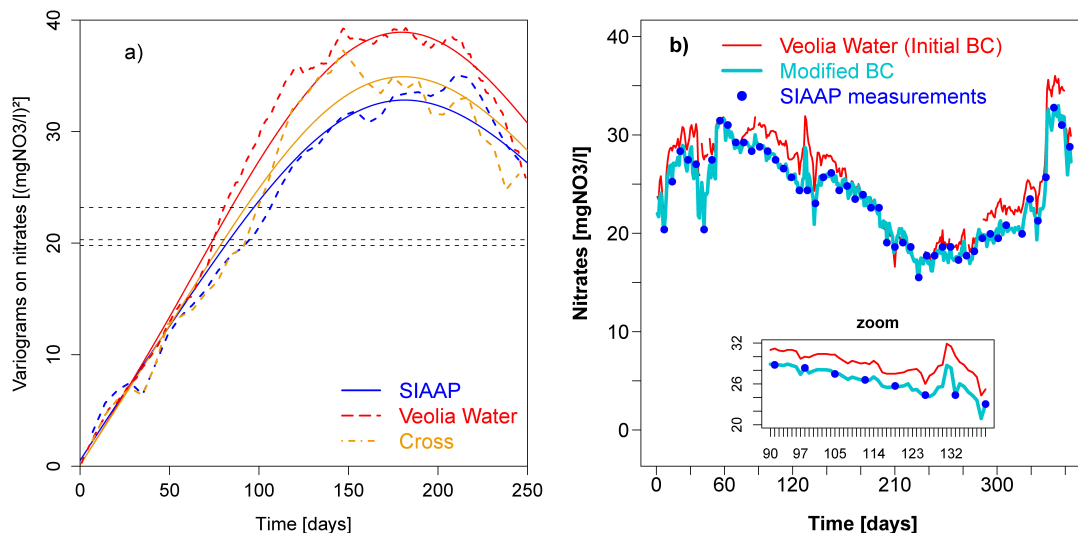 a)
Variograms on nitrates [(mgNO3/l)²]
40
30
20
10
0
0 50 100 150 200 250
Time [days]
SIAAP
Veolia Water
Cross
b)
Veolia Water (Initial BC)
Modified BC
SIAAP measurements
Nitrates [mgNO3/l]
40
30
20
10
0
zoom
32
26
20
90 97 105 114 123 132
0 60 120 210 300
Time [days]